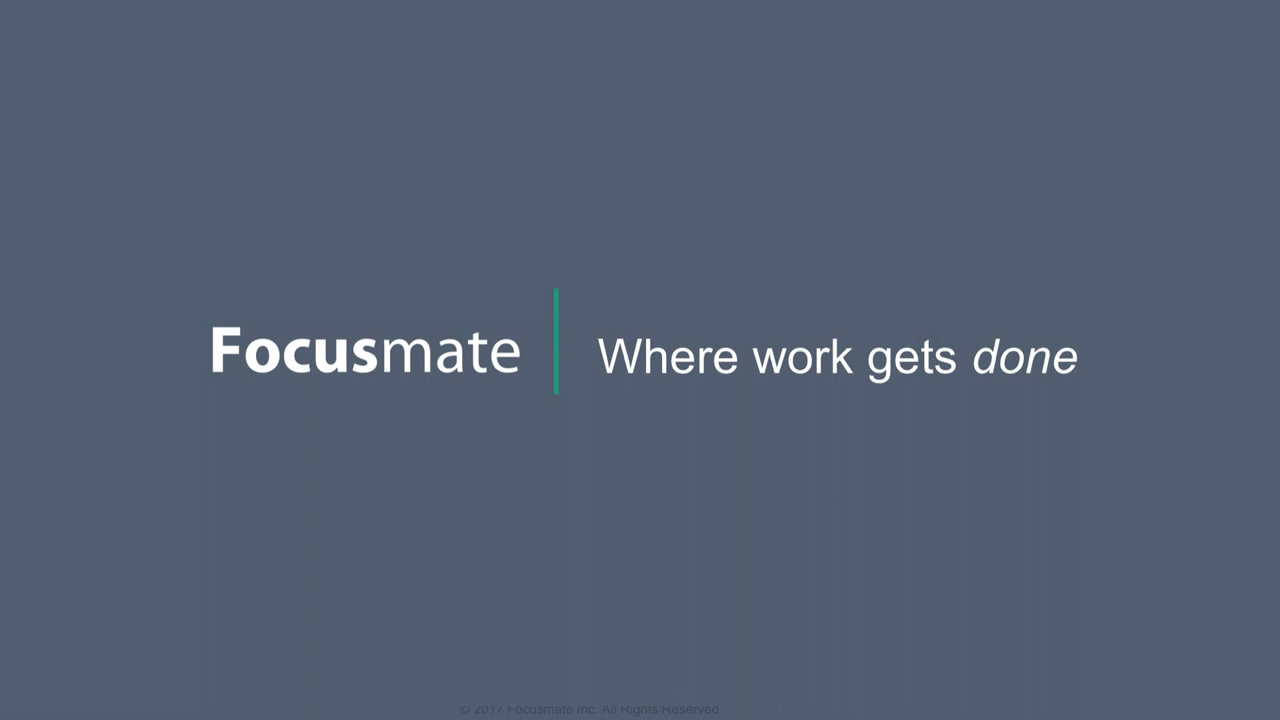 Focusmate
Where work gets done
© 2017 Focusmate Inc. All Rights Reserved.